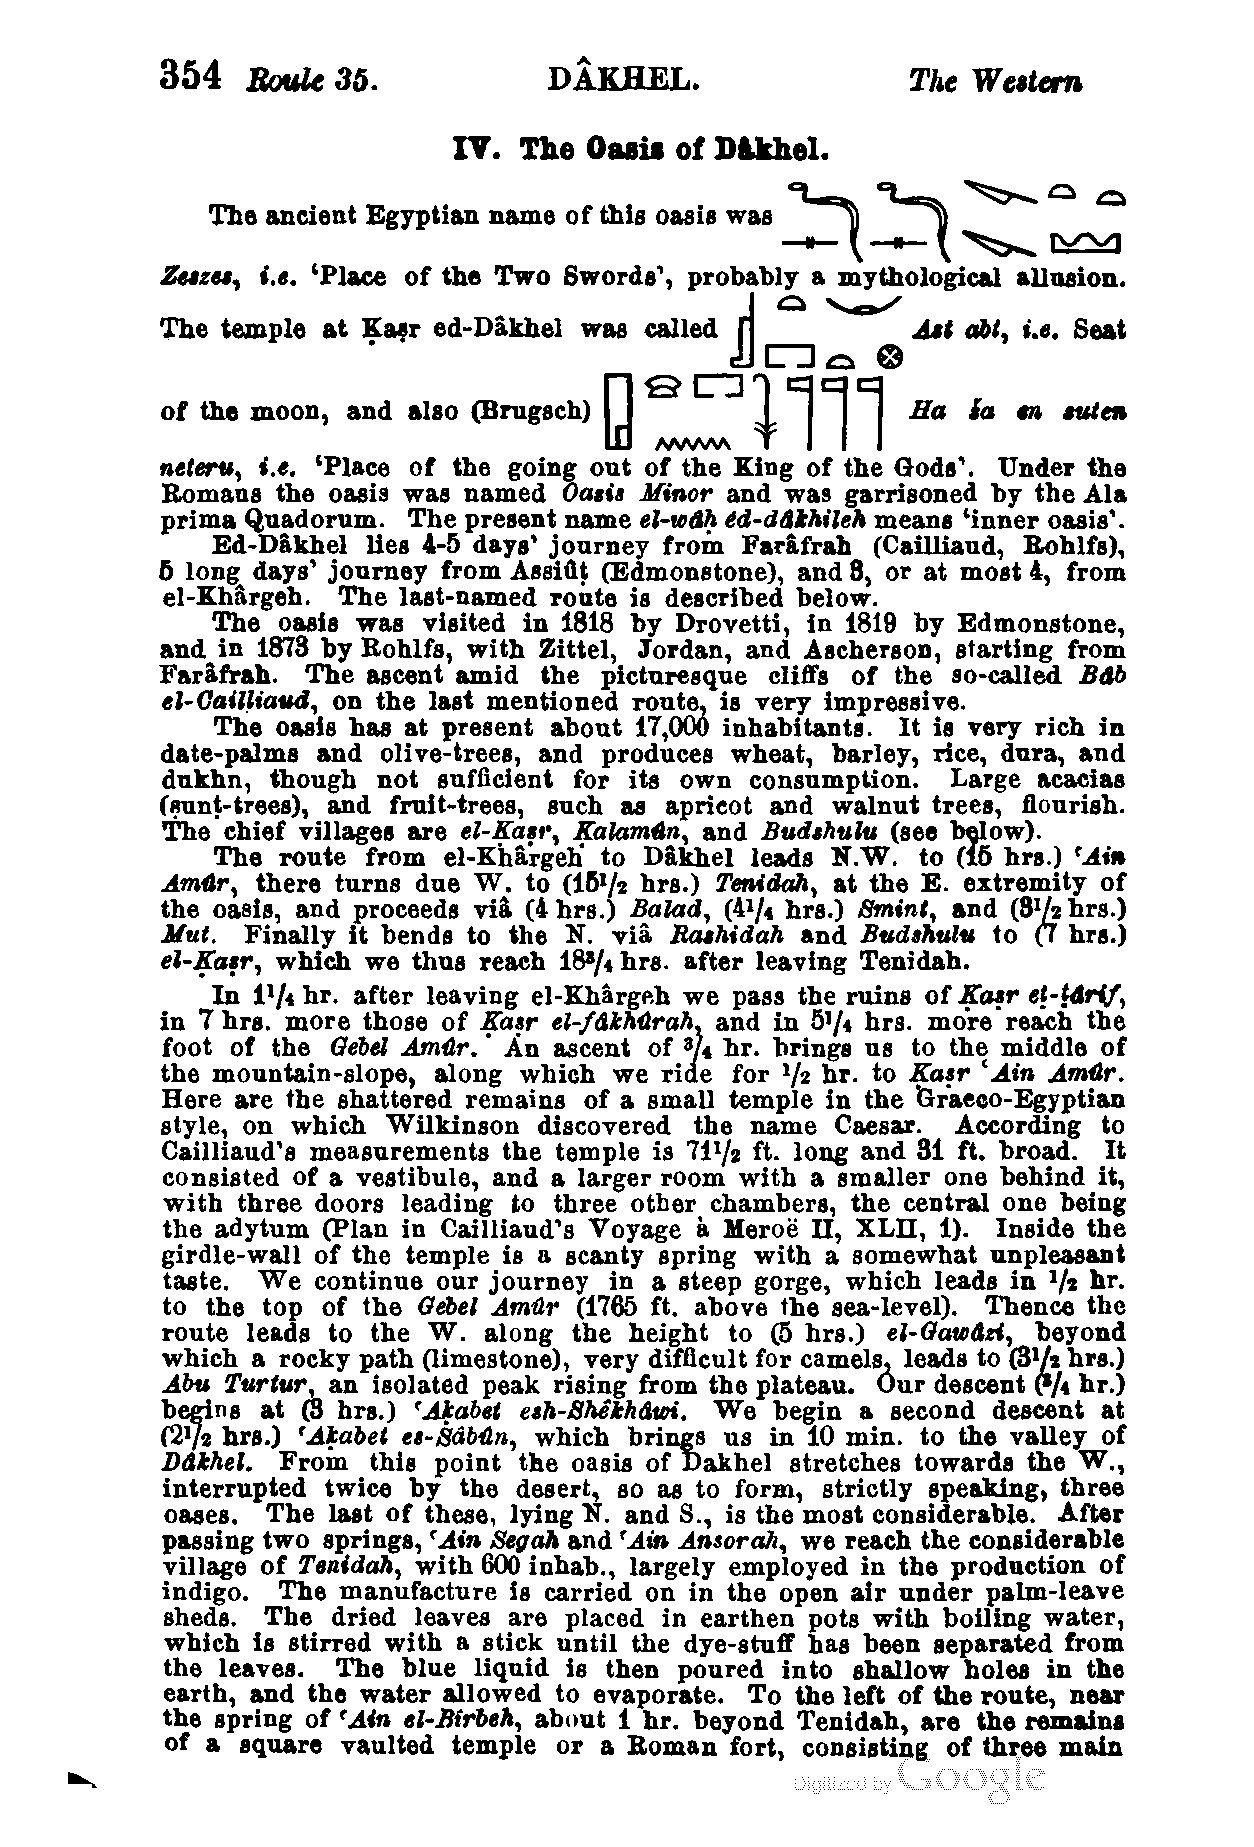 354 Route 35. DÂKHEL. The Western
IV. The Oasis of Dâkhel.
The ancient Egyptian name of this oasis was
Zeszes, i.e. ‘Place of the Two Swords’, probably a mythological allusion.
The temple at Ḳaṣr ed-Dâkhel was called Ast abt, i.e. Seat
of the moon, and also (Brugsch) Ha ša en suten
neteru, i.e. ‘Place of the going out of the King of the Gods’. Under the
Romans the oasis was named Oasis Minor and was garrisoned by the Ala
prima Quadorum. The present name el-wâḥ ed-dâkhileh means ‘inner oasis’.
Ed-Dâkhel lies 4-5 days’ journey from Farâfrah (Cailliaud, Rohlfs),
5 long days’ journey from Assiûṭ (Edmonstone), and 3, or at most 4, from
el-Khârgeh. The last-named route is described below.
The oasis was visited in 1818 by Drovetti, in 1819 by Edmonstone,
and in 1873 by Rohlfs, with Zittel, Jordan, and Ascherson, starting from
Farâfrah. The ascent amid the picturesque cliffs of the so-called Bâb
el-Cailliaud, on the last mentioned route, is very impressive.
The oasis has at present about 17,000 inhabitants. It is very rich in
date-palms and olive-trees, and produces wheat, barley, rice, dura, and
dukhn, though not sufficient for its own consumption. Large acacias
(ṣunṭ-trees), and fruit-trees, such as apricot and walnut trees, flourish.
The chief villages are el-Ḳaṣr, Ḳalamûn, and Budshulu (see below).
The route from el-Khârgeh to Dâkhel leads N.W. to (15 hrs.) ‘Ain
Amûr, there turns due W. to (15 1/2 hrs.) Tenidah, at the E. extremity of
the oasis, and proceeds viâ (4 hrs.) Balad, (4 1/4 hrs.) Smint, and (3 1/2 hrs.)
Mut. Finally it bends to the N. viâ Rashidah and Budshulu to (7 hrs.)
el-Ḳaṣr, which we thus reach 18 3/4 hrs. after leaving Tenidah.
In 1 1/4 hr. after leaving el-Khârgeh we pass the ruins of Ḳaṣr eṭ-ṭârif,
in 7 hrs. more those of Ḳaṣr el-fâkhûrah, and in 5 1/4 hrs. more reach the
foot of the Gebel Amûr. An ascent of 3/4 hr. brings us to the middle of
the mountain-slope, along which we ride for 1/2 hr. to Ḳaṣr ‘Ain Amûr.
Here are the shattered remains of a small temple in the Graeco-Egyptian
style, on which Wilkinson discovered the name Caesar. According to
Cailliaud’s measurements the temple is 71 1/2 ft. long and 31 ft. broad. It
consisted of a vestibule, and a larger room with a smaller one behind it,
with three doors leading to three other chambers, the central one being
the adytum (Plan in Cailliaud’s Voyage à Meroë II, XLII, 1). Inside the
girdle-wall of the temple is a scanty spring with a somewhat unpleasant
taste. We continue our journey in a steep gorge, which leads in 1/2 hr.
to the top of the Gebel Amûr (1765 ft. above the sea-level). Thence the
route leads to the W. along the height to (5 hrs.) el-Gawâzi, beyond
which a rocky path (limestone), very difficult for camels, leads to (3 1/2 hrs.)
Abu Turtur, an isolated peak rising from the plateau. Our descent (3/4 hr.)
begins at (3 hrs.) ‘Aḳabet esh-Shêkhâwi. We begin a second descent at
(2 1/2 hrs.) ‘Aḳabet es-Ṣâbûn, which brings us in 10 min. to the valley of
Dâkhel. From this point the oasis of Dakhel stretches towards the W.,
interrupted twice by the desert, so as to form, strictly speaking, three
oases. The last of these, lying N. and S., is the most considerable. After
passing two springs, ‘Ain Segah and ‘Ain Ansorah, we reach the considerable
village of Tenidah, with 600 inhab., largely employed in the production of
indigo. The manufacture is carried on in the open air under palm-leave
sheds. The dried leaves are placed in earthen pots with boiling water,
which is stirred with a stick until the dye-stuff has been separated from
the leaves. The blue liquid is then poured into shallow holes in the
earth, and the water allowed to evaporate. To the left of the route, near
the spring of ‘Ain el-Birbeh, about 1 hr. beyond Tenidah, are the remains
of a square vaulted temple or a Roman fort, consisting of three main
Digitized by Google